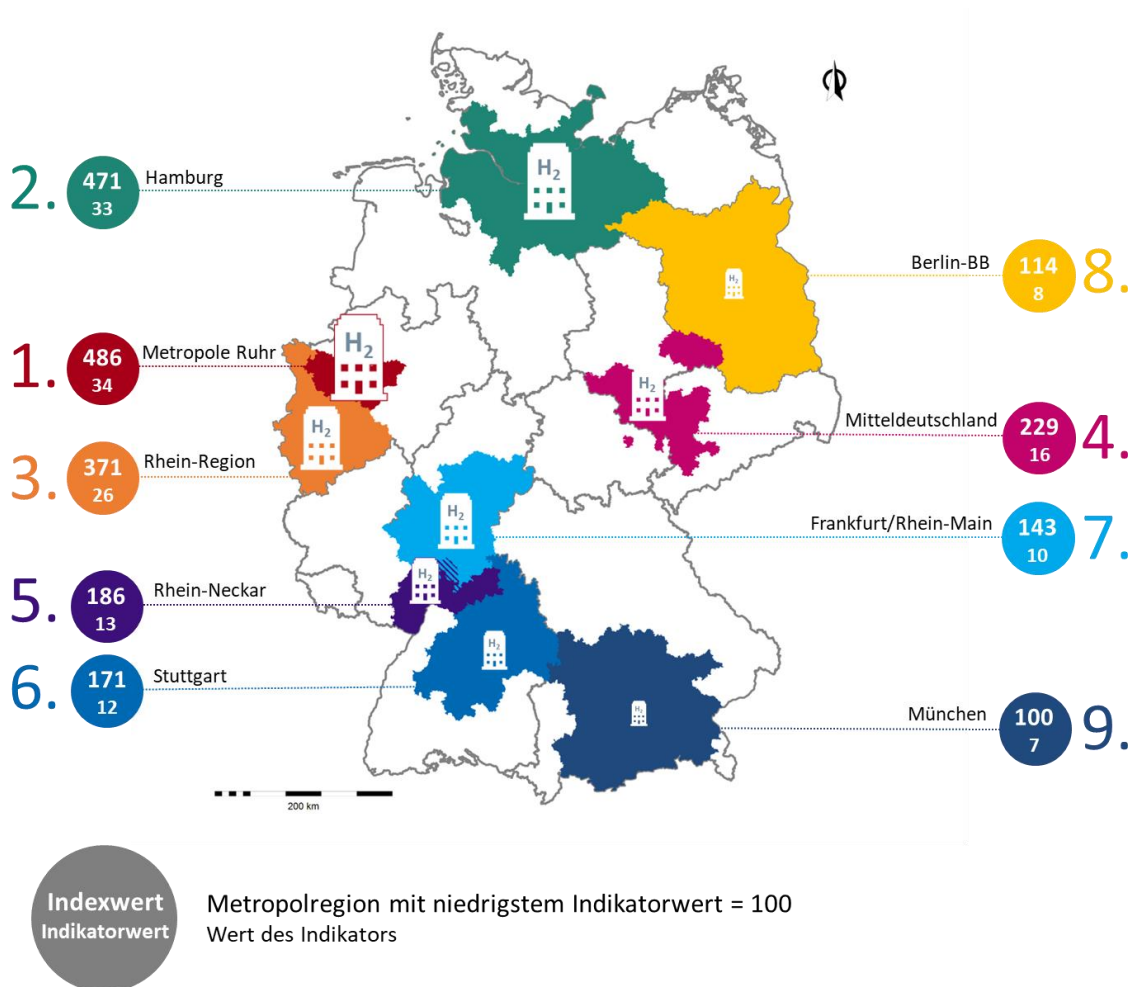 2.
471
33
Hamburg
H₂
Berlin-BB
114
8
8.
H₂
1.
486
34
Metropole Ruhr
H₂
H₂
Mitteldeutschland
229
16
4.
3.
371
26
Rhein-Region
H₂
Frankfurt/Rhein-Main
143
10
7.
H₂
5.
186
13
Rhein-Neckar
H₂
6.
171
12
Stuttgart
H₂
München
100
7
9.
H₂
200 km
Indexwert
Indikatorwert
Metropolregion mit niedrigstem Indikatorwert = 100
Wert des Indikators